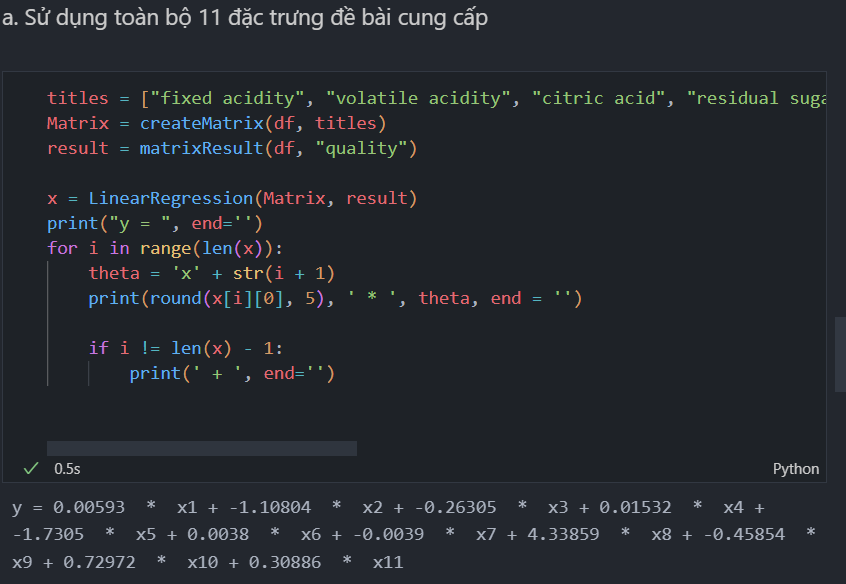 a. Sử dụng toàn bộ 11 đặc trưng đề bài cung cấp
titles = ["fixed acidity", "volatile acidity", "citric acid", "residual suga
Matrix = createMatrix(df, titles)
result = matrixResult(df, "quality")
x = LinearRegression(Matrix, result)
print("y = ", end='')
for i in range(len(x)):
    theta = 'x' + str(i + 1)
    print(round(x[i][0], 5), ' * ', theta, end = '')
    if i != len(x) - 1:
        print(' + ', end='')
0.5s
Python
y = 0.00593  *  x1 + -1.10804  *  x2 + -0.26305  *  x3 + 0.01532  *  x4 +
-1.7305  *  x5 + 0.0038  *  x6 + -0.0039  *  x7 + 4.33859  *  x8 + -0.45854  *
x9 + 0.72972  *  x10 + 0.30886  *  x11